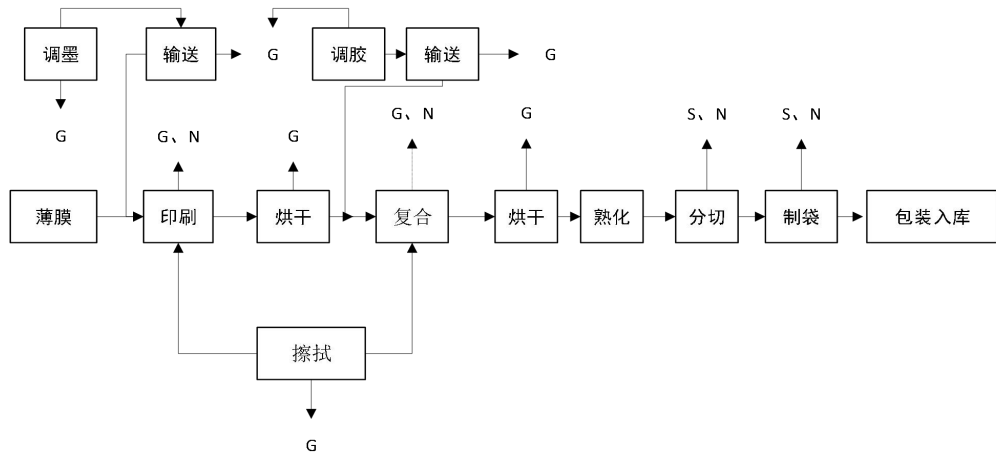 调墨 输送 G 调胶 输送 G
G G、N G G、N G S、N S、N
薄膜 印刷 烘干 复合 烘干 熟化 分切 制袋 包装入库
擦拭
G